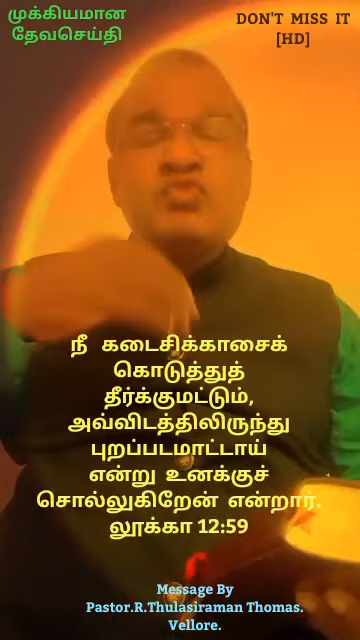 முக்கியமான
தேவசெய்தி
DON'T MISS IT
[HD]
நீ கடைசிக்காசைக்
கொடுத்துத்
தீர்க்குமட்டும்,
அவ்விடத்திலிருந்து
புறப்படமாட்டாய்
என்று உனக்குச்
சொல்லுகிறேன் என்றார்.
லூக்கா 12:59
Message By
Pastor.R.Thulasiraman Thomas.
Vellore.